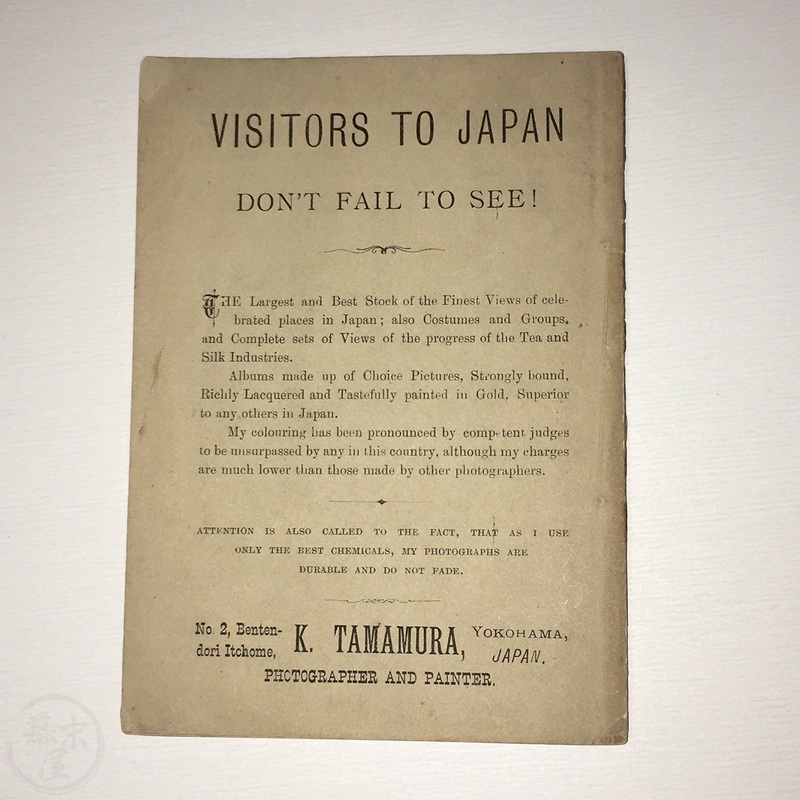 VISITORS TO JAPAN
DON'T FAIL TO SEE!
THE Largest and Best Stock of the Finest Views of cele-
brated places in Japan; also Costumes and Groups,
and Complete sets of Views of the progress of the Tea and
Silk Industries.
Albums made up of Choice Pictures, Strongly bound,
Richly Lacquered and Tastefully painted in Gold, Superior
to any others in Japan.
My colouring has been pronounced by competent judges
to be unsurpassed by any in this country, although my charges
are much lower than those made by other photographers.
ATTENTION IS ALSO CALLED TO THE FACT, THAT AS I USE
ONLY THE BEST CHEMICALS, MY PHOTOGRAPHS ARE
DURABLE AND DO NOT FADE.
No. 2, Benten-
dori Itchome,
K. TAMAMURA,
YOKOHAMA,
JAPAN.
PHOTOGRAPHER AND PAINTER.
幕末屋